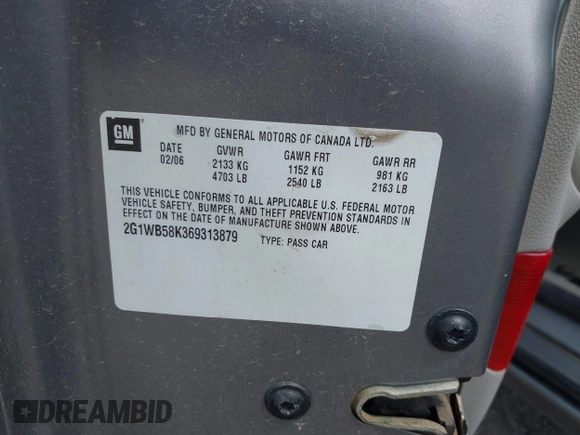 GM
MFD BY GENERAL MOTORS OF CANADA LTD.
DATE GVWR GAWR FRT GAWR RR
02/06 2133 KG 1152 KG 981 KG
4703 LB 2540 LB 2163 LB
THIS VEHICLE CONFORMS TO ALL APPLICABLE U.S. FEDERAL MOTOR
VEHICLE SAFETY, BUMPER, AND THEFT PREVENTION STANDARDS IN
EFFECT ON THE DATE OF MANUFACTURE SHOWN ABOVE.
2G1WB58K369313879 TYPE: PASS CAR
DREAMBID